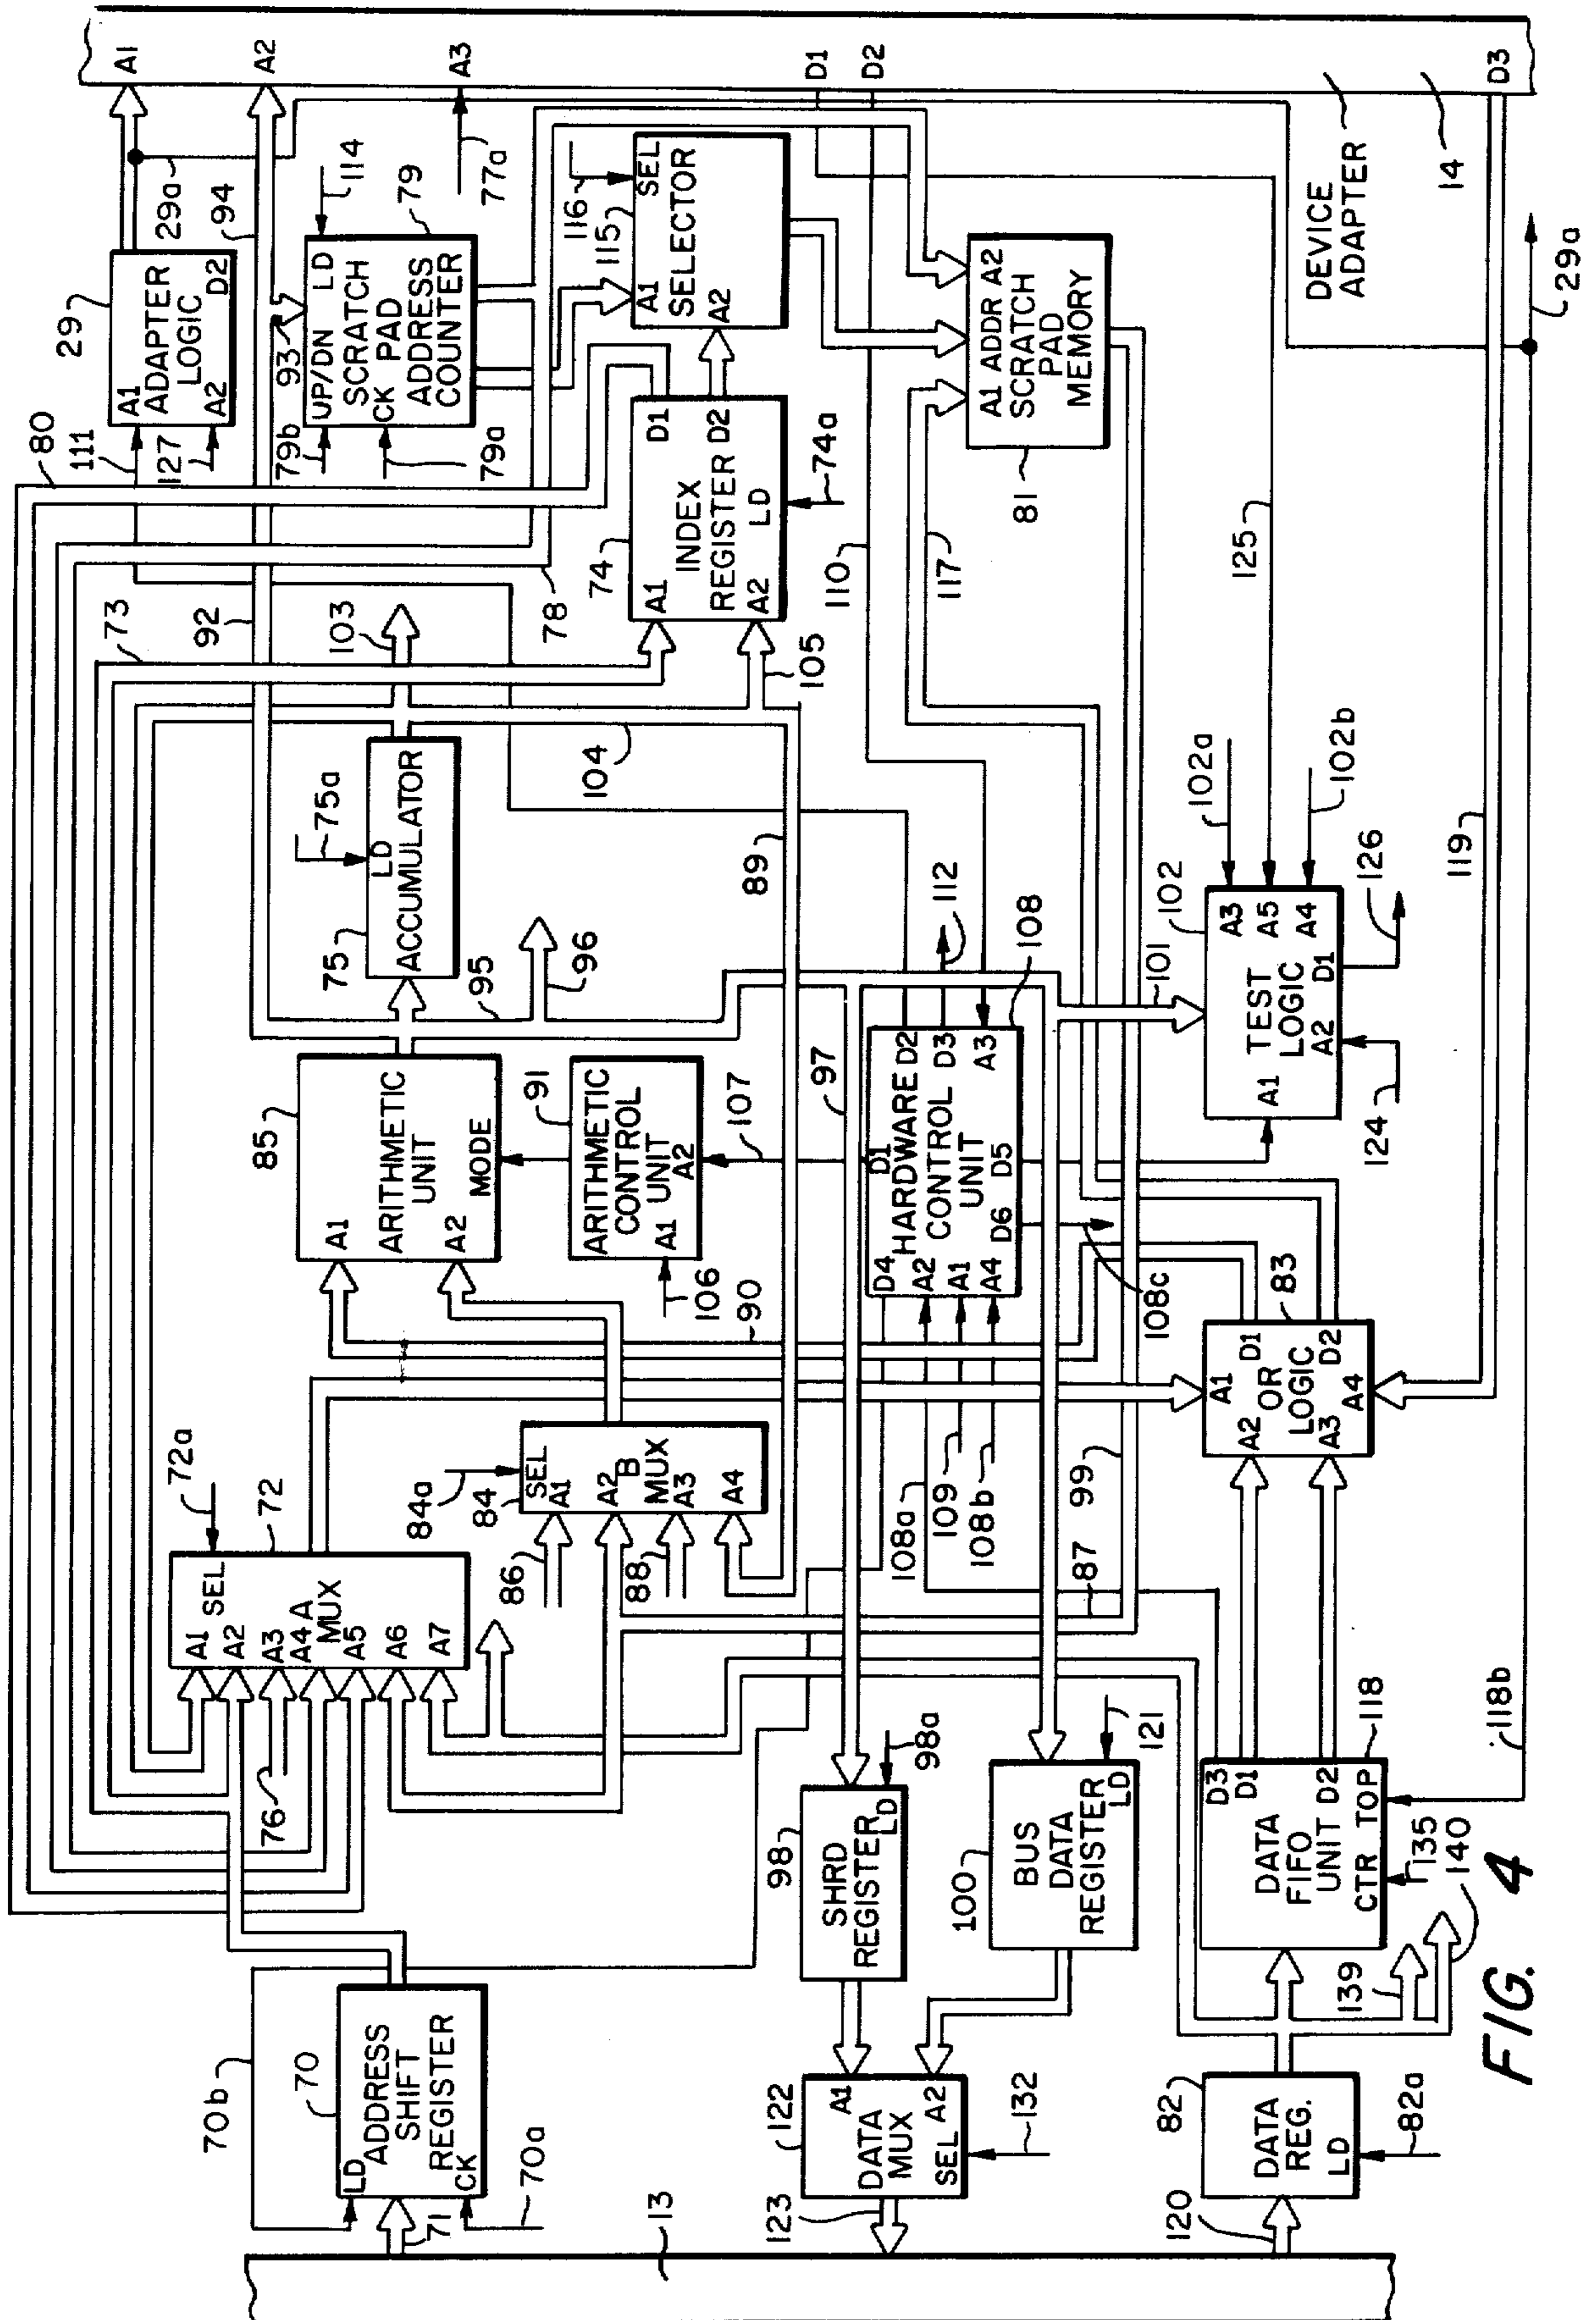 A1
A2
A3
D1
D2
D3
29
A1
ADAPTER
LOGIC
A2
D2
29a
94
111
127
80
92
93
114
79
UP/DN LD
SCRATCH
PAD
CK
ADDRESS
COUNTER
79b
79a
77a
116
115
SEL
A1
SELECTOR
A2
73
103
78
74
A1
D1
INDEX
REGISTER
D2
A2
LD
74a
105
104
110
A1 ADDR A2
SCRATCH
PAD
MEMORY
81
117
125
DEVICE
ADAPTER
14
29a
75a
75
LD
ACCUMULATOR
95
96
89
85
A1
ARITHMETIC
UNIT
A2
MODE
91
ARITHMETIC
CONTROL
UNIT
A1
A2
106
107
90
97
112
108
D1
D2
HARDWARE
D3
CONTROL
UNIT
A3
D4
A2
A1
A4
D6
D5
108c
108a
109
108b
101
102
102a
102b
A3
A5
A4
TEST
LOGIC
A1
A2
D1
124
126
119
83
A1
D1
A2
OR
LOGIC
A3
D2
A4
72a
72
SEL
A1
A2
A3
A4
A
MUX
A5
A6
A7
76
84a
84
SEL
A1
A2
B
MUX
A3
A4
86
88
99
87
98
SHRD
REGISTER
LD
98a
100
BUS
DATA
REGISTER
LD
121
118
D3
D1
DATA
FIFO
UNIT
D2
CTR TOP
118b
135
140
139
70b
70
LD
ADDRESS
SHIFT
REGISTER
CK
71
70a
13
122
A1
DATA
MUX
A2
SEL
123
132
82
DATA
REG.
LD
82a
120
FIG. 4